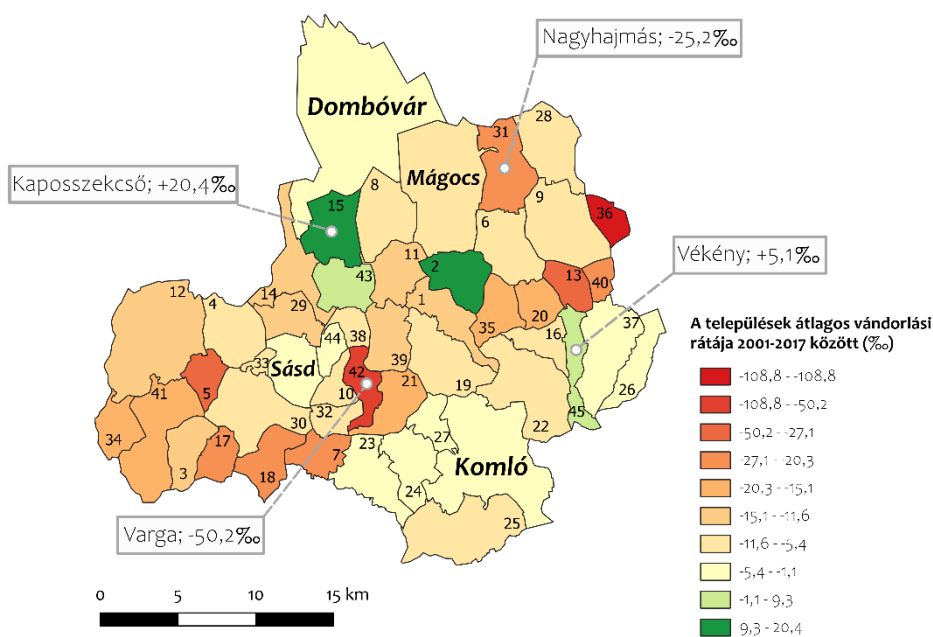 Nagyhajmás; -25,2‰
Dombóvár
28
31
Kaposszekcső; +20,4‰
8
Mágocs
15
9
6
36
Vékény; +5,1‰
11
2
43
13
40
12
4
14
29
1
35
20
16
37
A települések átlagos vándorlási
rátája 2001-2017 között (‰)
44
38
33
Sásd
39
42
19
-108,8 - -108,8
41
5
10
21
26
-108,8 - -50,2
32
45
30
22
-50,2 - -27,1
34
17
23
27
3
18
7
Komló
-27,1 - -20,3
24
-20,3 - -15,1
25
-15,1 - -11,6
Varga; -50,2‰
-11,6 - -5,4
-5,4 - -1,1
0 5 10 15 km
-1,1 - 9,3
9,3 - 20,4